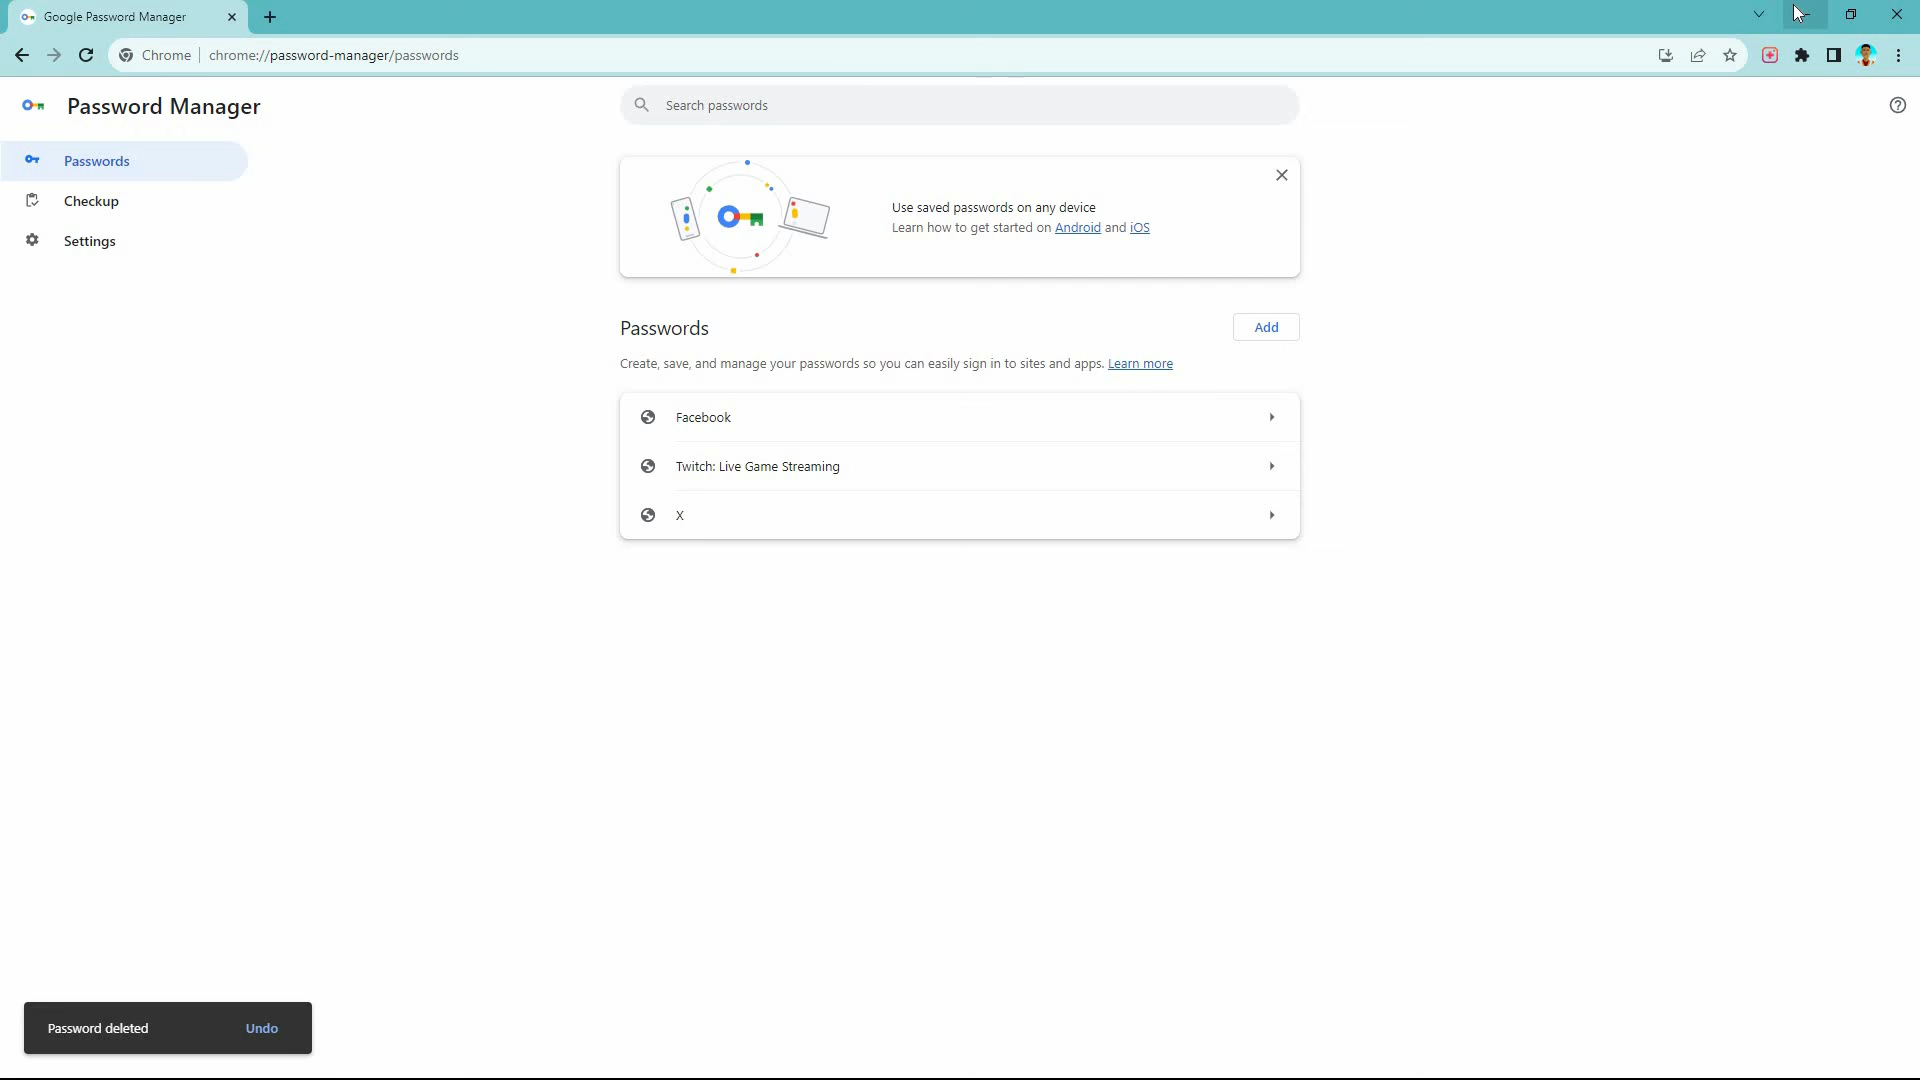 Google Password Manager
Chrome
chrome://password-manager/passwords
Password Manager
Search passwords
Passwords
Checkup
Settings
Use saved passwords on any device
Learn how to get started on Android and iOS
Passwords
Add
Create, save, and manage your passwords so you can easily sign in to sites and apps. Learn more
Facebook
Twitch: Live Game Streaming
X
Password deleted
Undo